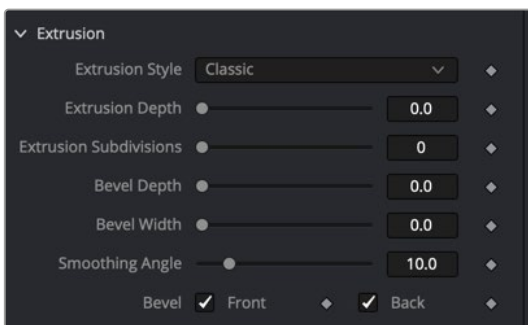 Extrusion
Extrusion Style Classic
Extrusion Depth 0.0
Extrusion Subdivisions 0
Bevel Depth 0.0
Bevel Width 0.0
Smoothing Angle 10.0
Bevel Front Back